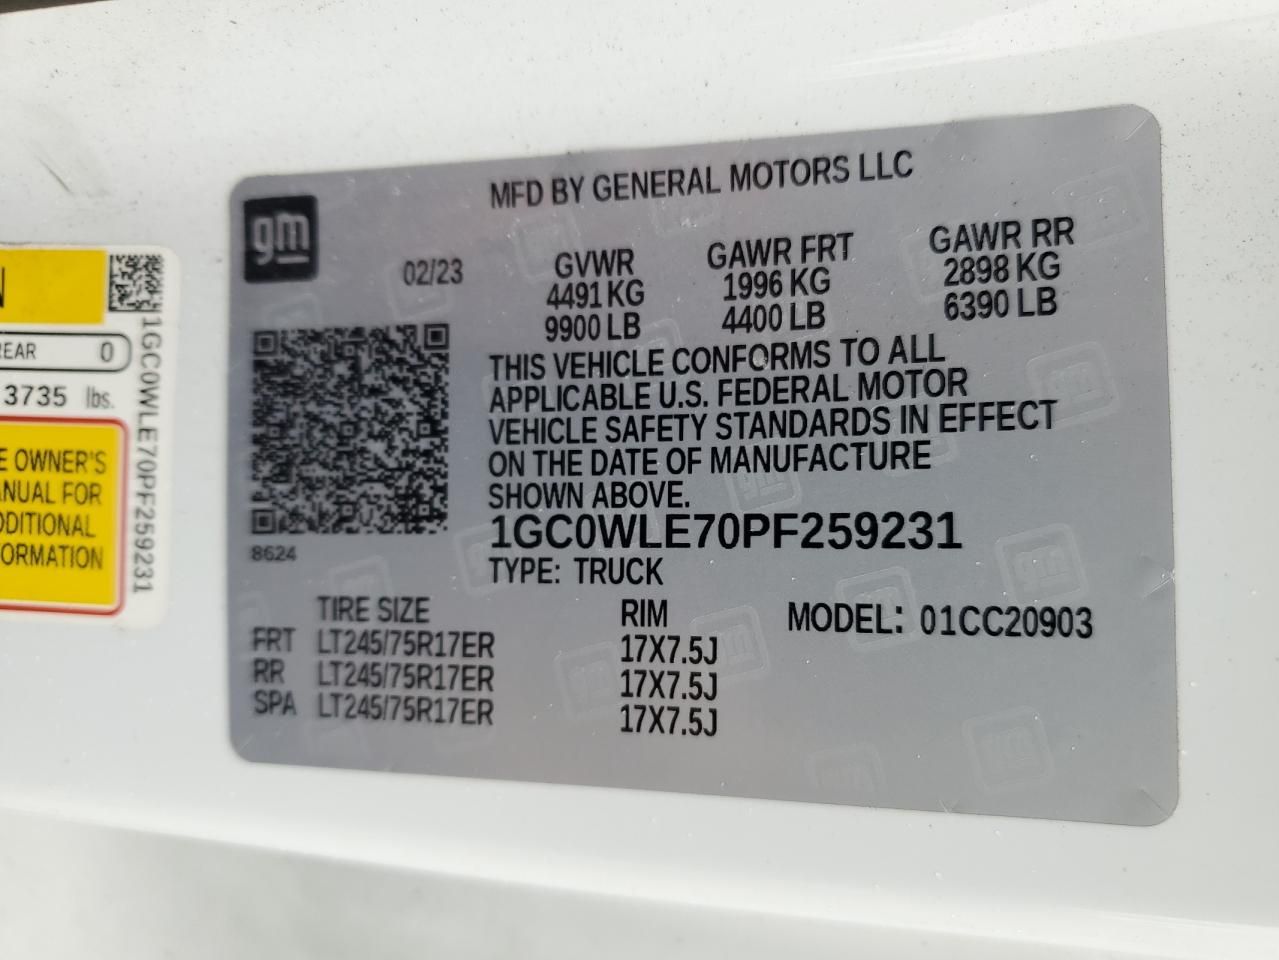 gm
MFD BY GENERAL MOTORS LLC
02/23
GVWR
4491 KG
9900 LB
GAWR FRT
1996 KG
4400 LB
GAWR RR
2898 KG
6390 LB
THIS VEHICLE CONFORMS TO ALL
APPLICABLE U.S. FEDERAL MOTOR
VEHICLE SAFETY STANDARDS IN EFFECT
ON THE DATE OF MANUFACTURE
SHOWN ABOVE.
1GC0WLE70PF259231
TYPE: TRUCK
8624
TIRE SIZE RIM MODEL: 01CC20903
FRT LT245/75R17ER 17X7.5J
RR LT245/75R17ER 17X7.5J
SPA LT245/75R17ER 17X7.5J
N
REAR 0
3735 lbs.
E OWNER'S
ANUAL FOR
DDITIONAL
FORMATION
1GC0WLE70PF259231